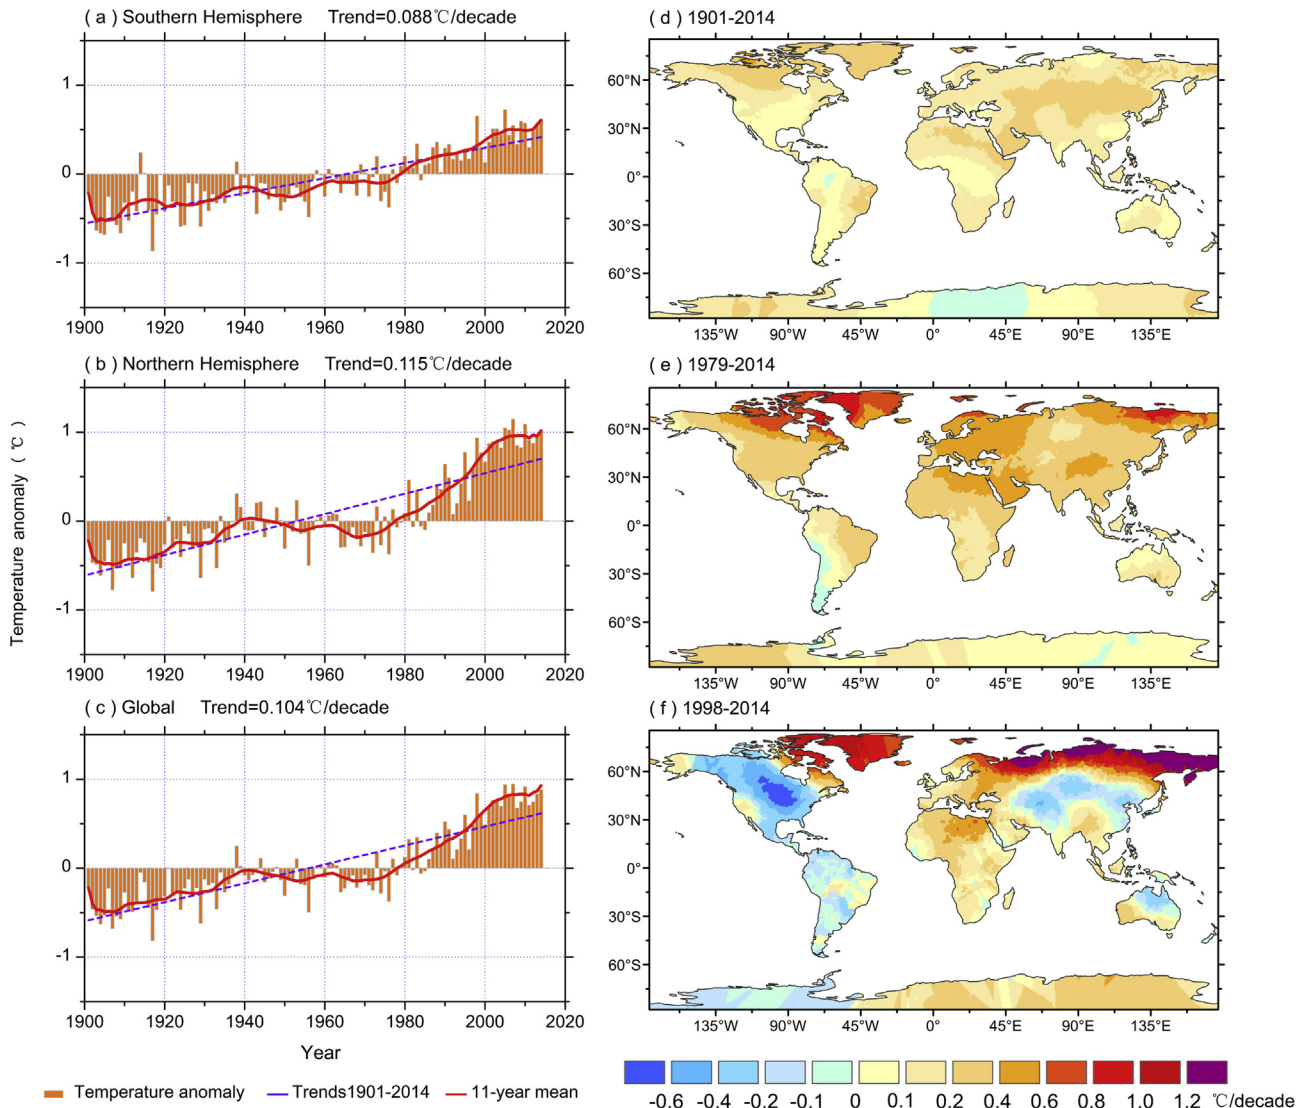 ( a ) Southern Hemisphere Trend=0.088℃/decade
1
0
-1
1900 1920 1940 1960 1980 2000 2020
( b ) Northern Hemisphere Trend=0.115℃/decade
1
0
-1
1900 1920 1940 1960 1980 2000 2020
( c ) Global Trend=0.104℃/decade
1
0
-1
1900 1920 1940 1960 1980 2000 2020
Temperature anomaly ( ℃ )
Year
Temperature anomaly Trends1901-2014 11-year mean
( d ) 1901-2014
60°N
30°N
0°
30°S
60°S
135°W 90°W 45°W 0° 45°E 90°E 135°E
( e ) 1979-2014
60°N
30°N
0°
30°S
60°S
135°W 90°W 45°W 0° 45°E 90°E 135°E
( f ) 1998-2014
60°N
30°N
0°
30°S
60°S
135°W 90°W 45°W 0° 45°E 90°E 135°E
-0.6 -0.4 -0.2 -0.1 0 0.1 0.2 0.4 0.6 0.8 1.0 1.2 ℃/decade